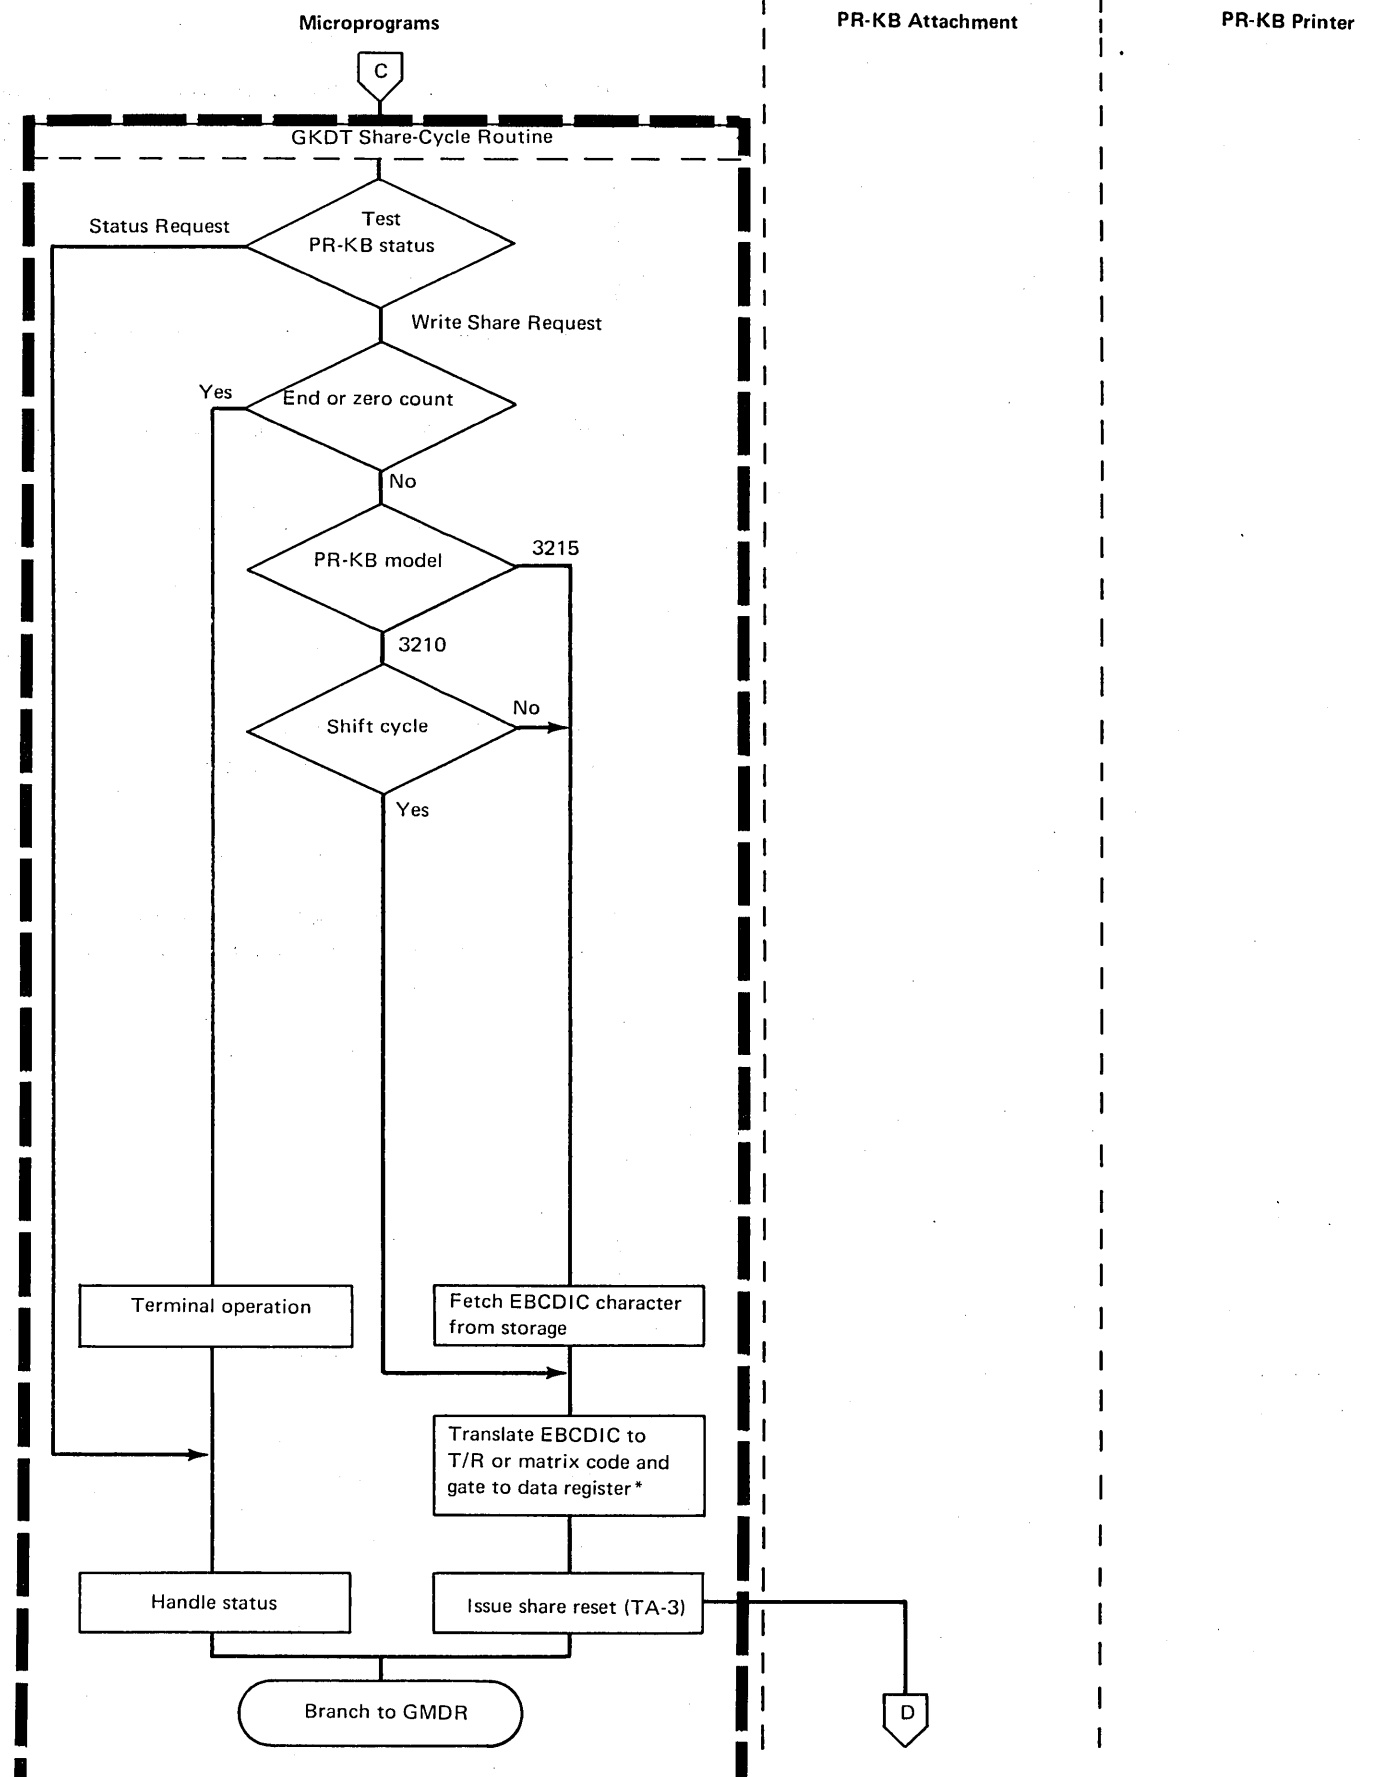 Microprograms
PR-KB Attachment
PR-KB Printer
C
GKDT Share-Cycle Routine
Test
PR-KB status
Status Request
Write Share Request
End or zero count
Yes
No
PR-KB model
3215
3210
Shift cycle
No
Yes
Terminal operation
Fetch EBCDIC character
from storage
Translate EBCDIC to
T/R or matrix code and
gate to data register*
Handle status
Issue share reset (TA-3)
Branch to GMDR
D